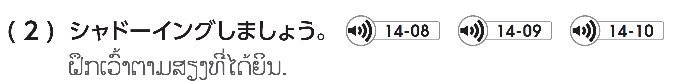 (2) シャドーイングしましょう。 14-08 14-09 14-10
ຝຶກເວົ້າຕາມສຽງທີ່ໄດ້ຍິນ.